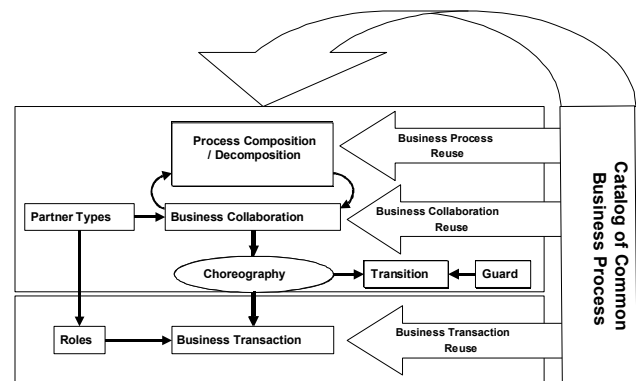 Process Composition
/ Decomposition
Business Process
Reuse
Partner Types
Business Collaboration
Business Collaboration
Reuse
Choreography
Transition
Guard
Roles
Business Transaction
Business Transaction
Reuse
Catalog of Common
Business Process